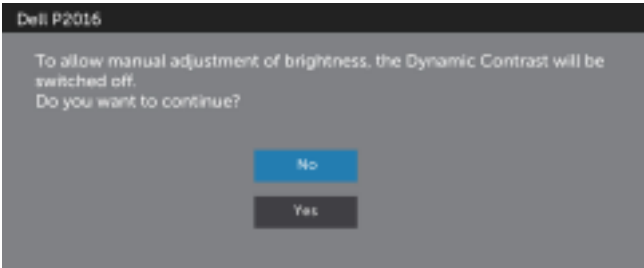 Dell P2016
To allow manual adjustment of brightness, the Dynamic Contrast will be
switched off.
Do you want to continue?
No
Yes